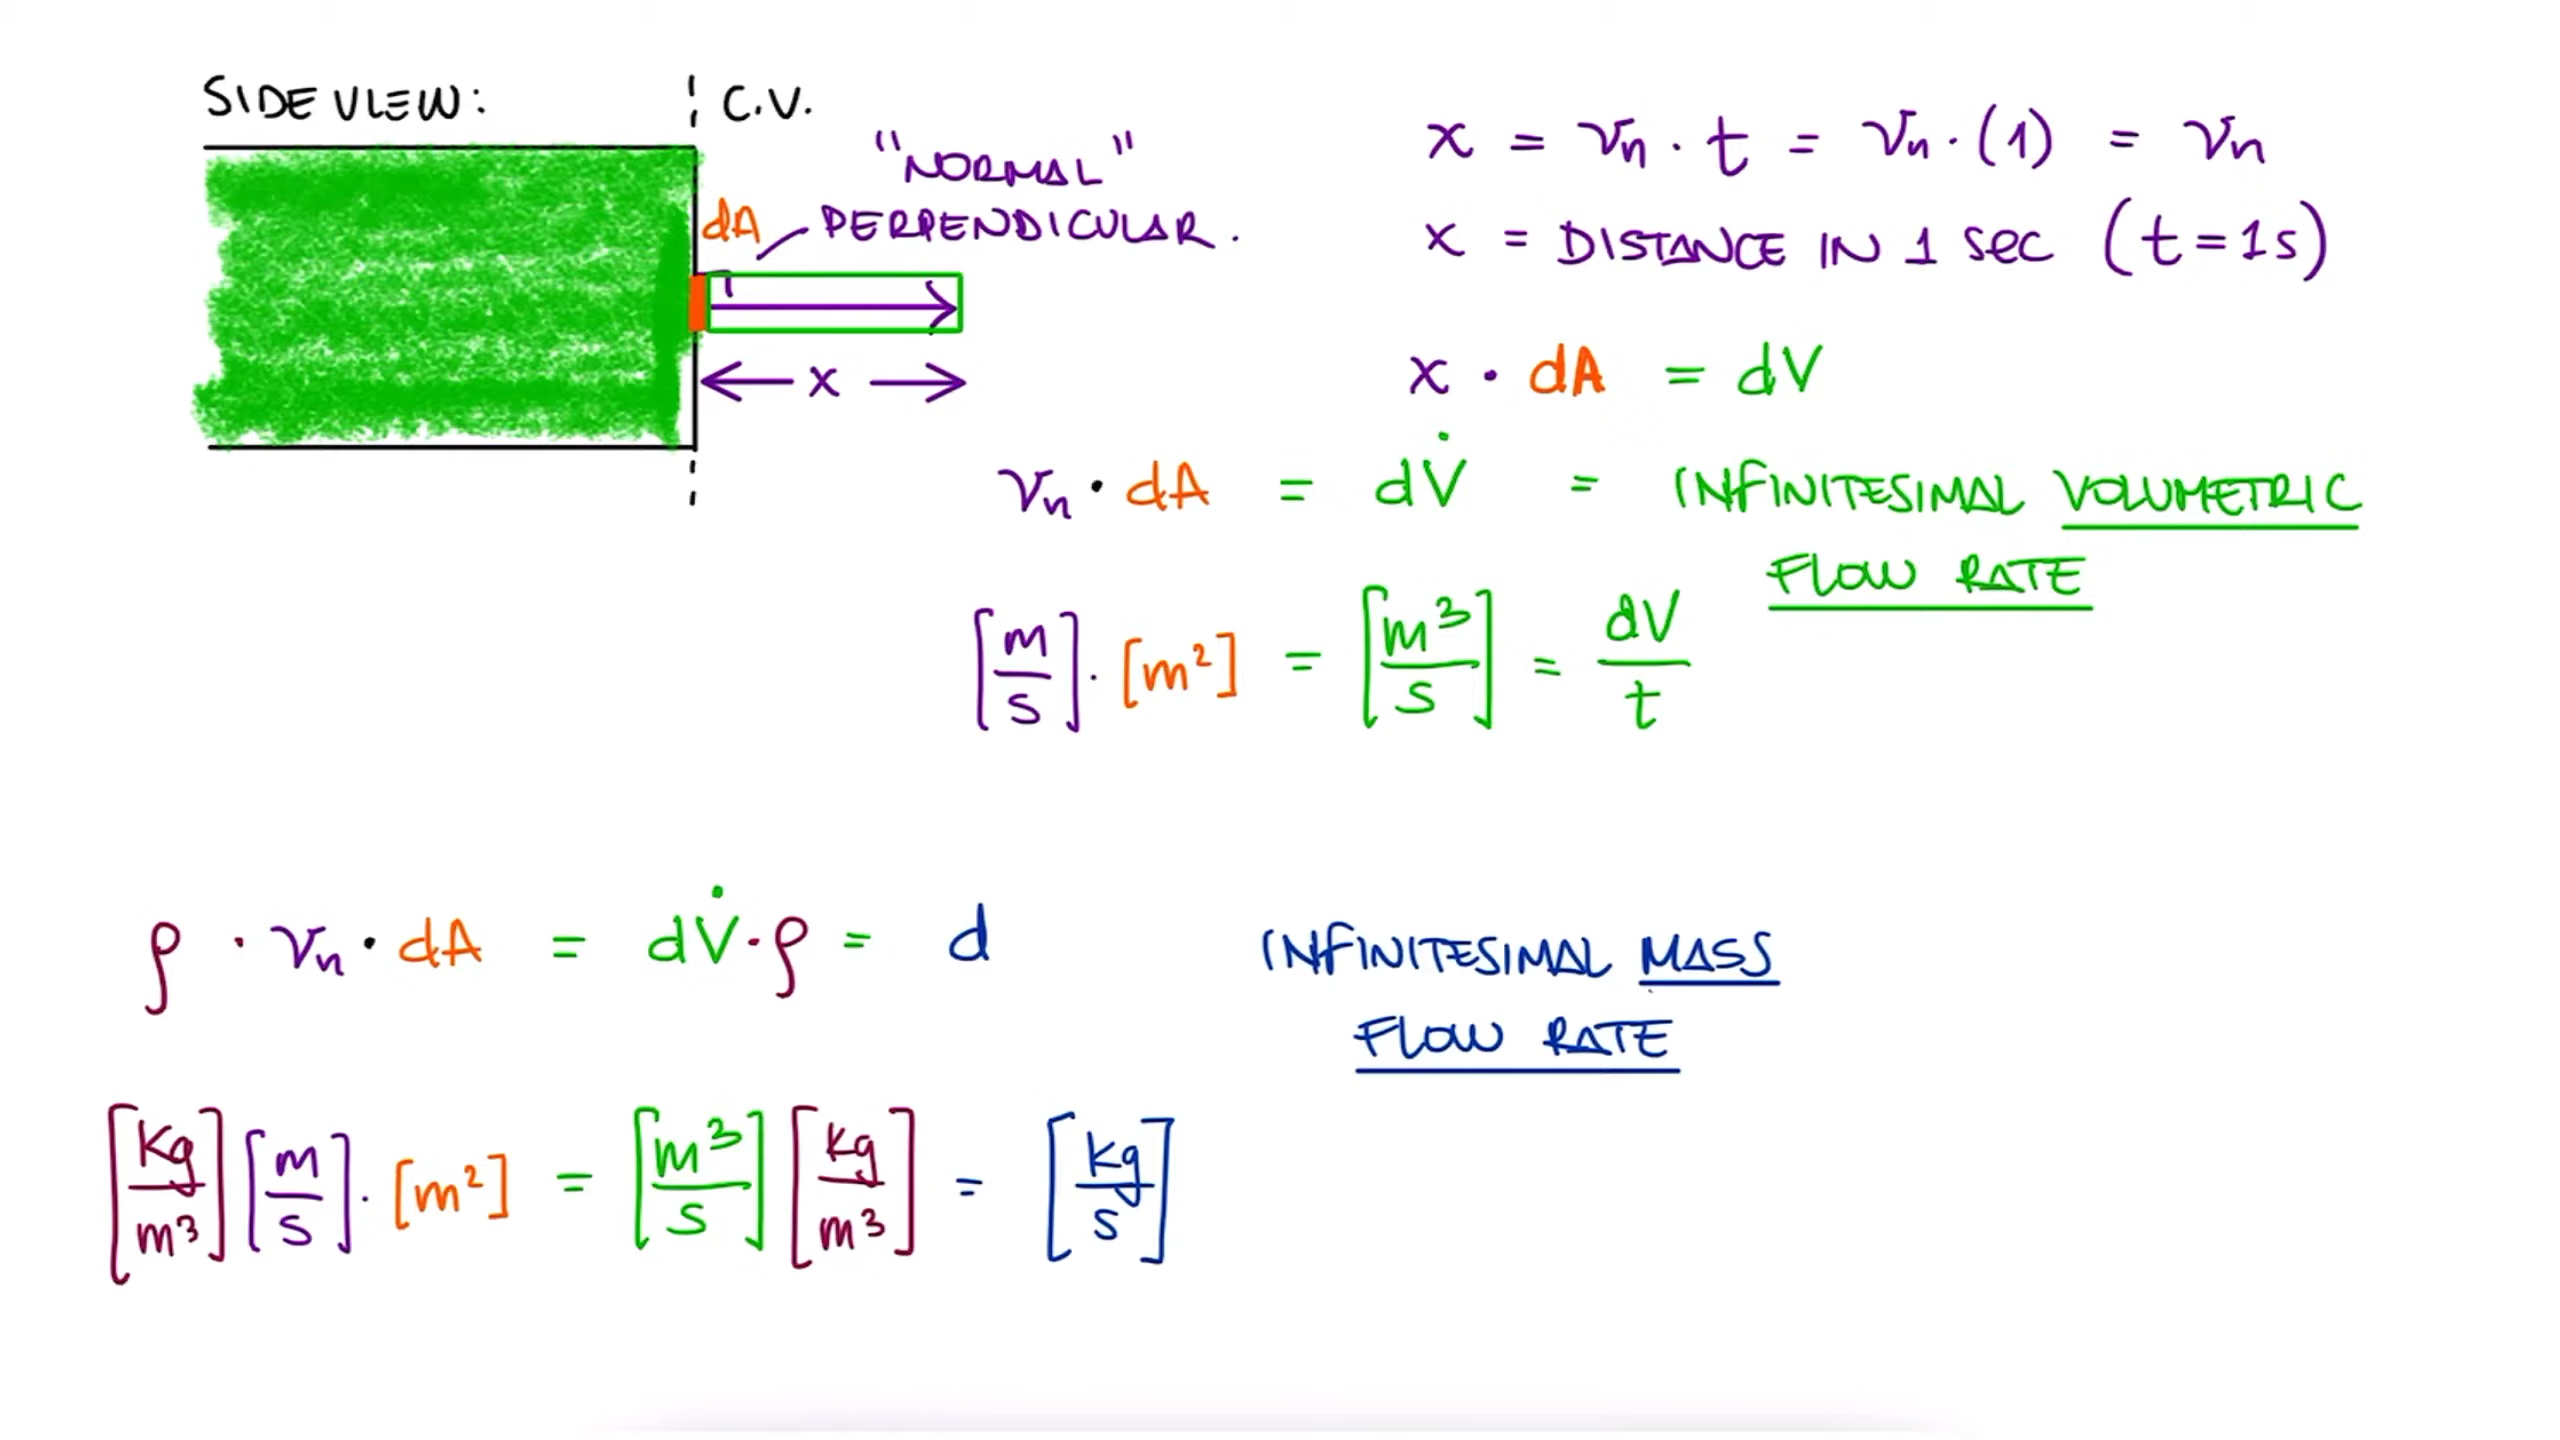 SIDE VIEW:
C.V.
"NORMAL"
PERPENDICULAR.
dA
x
x = vn · t = vn · (1) = vn
x = DISTANCE IN 1 SEC (t=1s)
x · dA = dV
vn · dA = dV̇ = INFINITESIMAL VOLUMETRIC
FLOW RATE
[m/s] · [m²] = [m³/s] = dV/t
ρ · vn · dA = dV̇ · ρ = d
INFINITESIMAL MASS
FLOW RATE
[Kg/m³] [m/s] · [m²] = [m³/s] [kg/m³] = [kg/s]